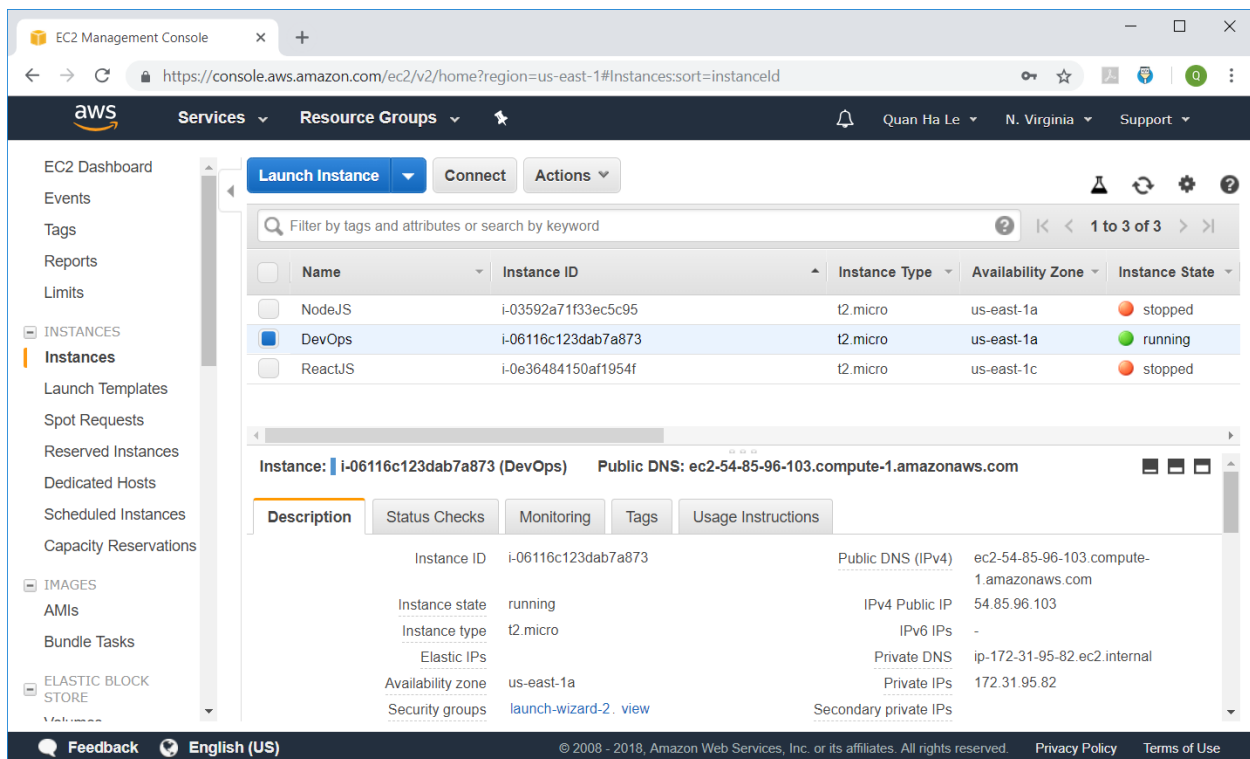 EC2 Management Console
https://console.aws.amazon.com/ec2/v2/home?region=us-east-1#Instances:sort=instanceId
Q
aws Services Resource Groups Quan Ha Le N. Virginia Support
EC2 Dashboard
Events
Tags
Reports
Limits
INSTANCES
Instances
Launch Templates
Spot Requests
Reserved Instances
Dedicated Hosts
Scheduled Instances
Capacity Reservations
IMAGES
AMIs
Bundle Tasks
ELASTIC BLOCK
STORE
Volumes
Launch Instance Connect Actions
Filter by tags and attributes or search by keyword 1 to 3 of 3
Name Instance ID Instance Type Availability Zone Instance State
NodeJS i-03592a71f33ec5c95 t2.micro us-east-1a stopped
DevOps i-06116c123dab7a873 t2.micro us-east-1a running
ReactJS i-0e36484150af1954f t2.micro us-east-1c stopped
Instance: i-06116c123dab7a873 (DevOps) Public DNS: ec2-54-85-96-103.compute-1.amazonaws.com
Description Status Checks Monitoring Tags Usage Instructions
Instance ID i-06116c123dab7a873 Public DNS (IPv4) ec2-54-85-96-103.compute-
1.amazonaws.com
Instance state running IPv4 Public IP 54.85.96.103
Instance type t2.micro IPv6 IPs -
Elastic IPs Private DNS ip-172-31-95-82.ec2.internal
Availability zone us-east-1a Private IPs 172.31.95.82
Security groups launch-wizard-2. view Secondary private IPs
Feedback English (US) © 2008 - 2018, Amazon Web Services, Inc. or its affiliates. All rights reserved. Privacy Policy Terms of Use